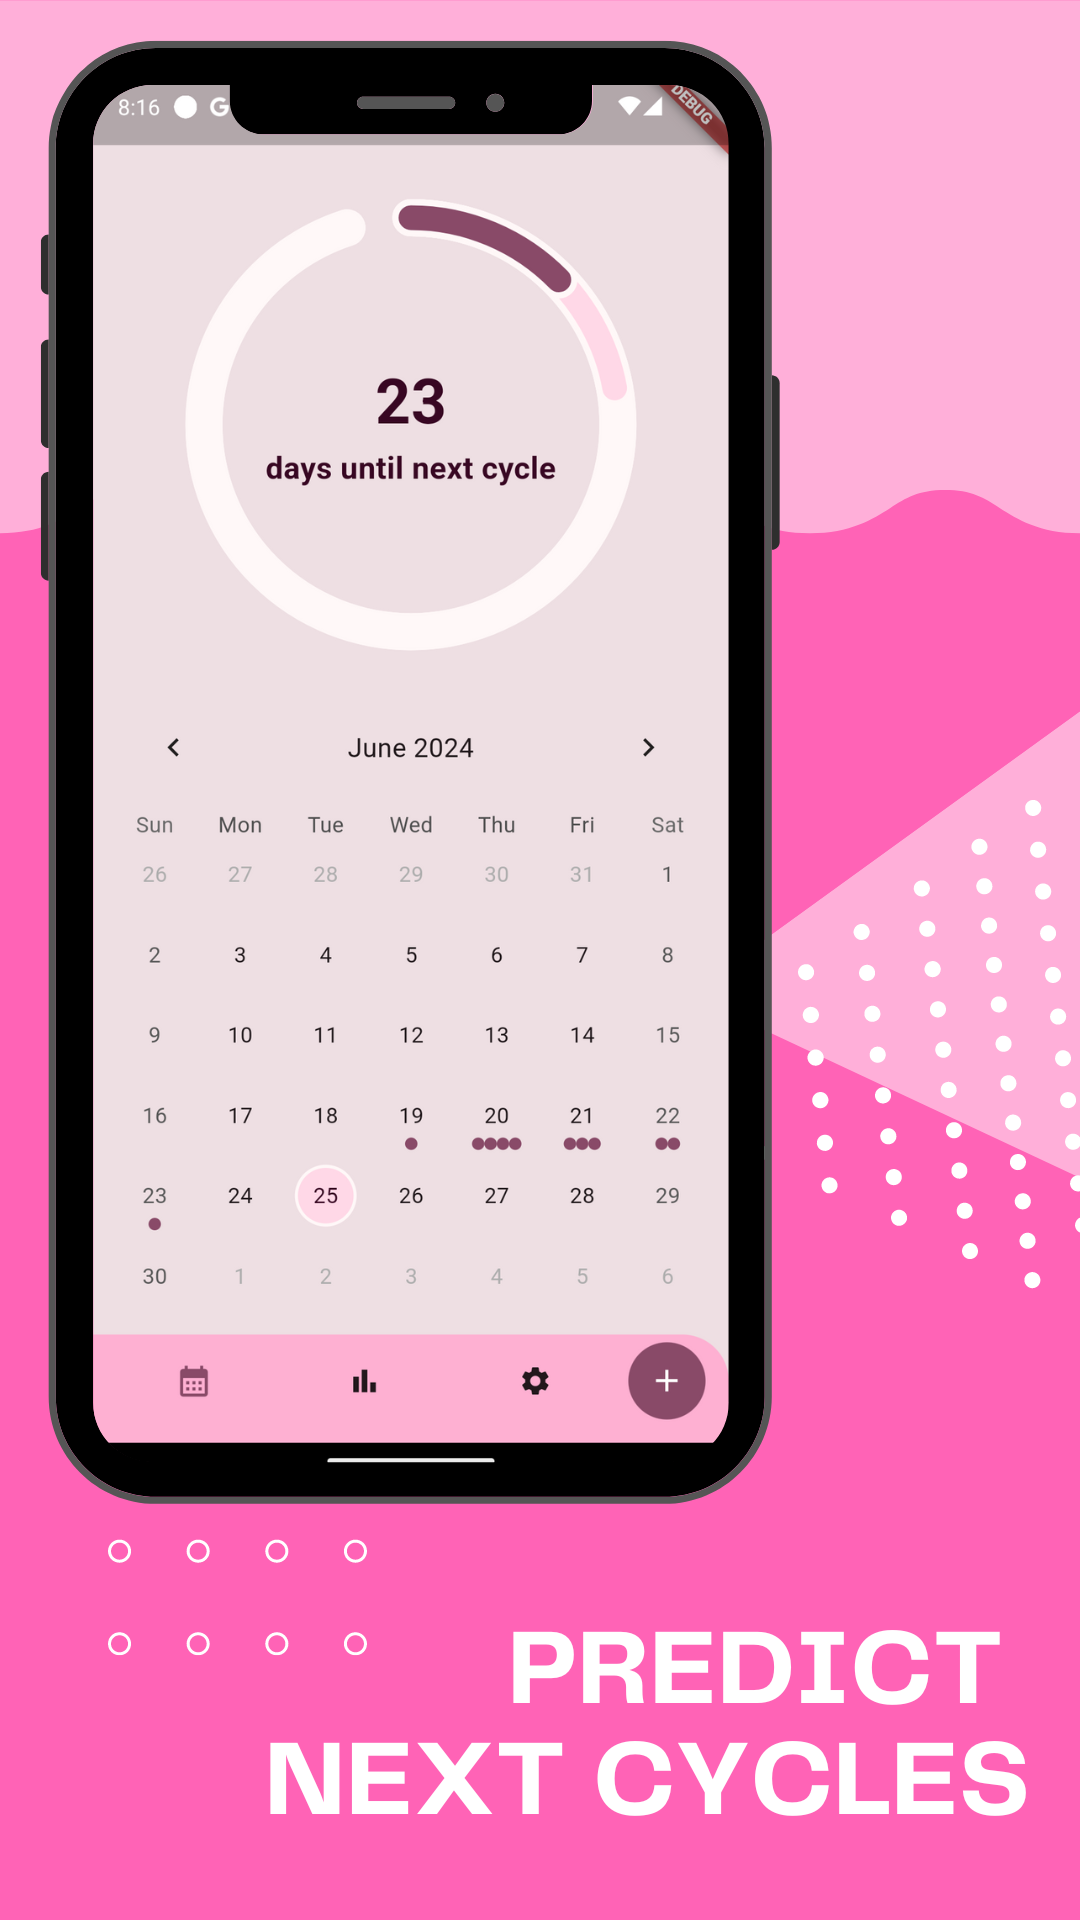 8:16 G
DEBUG
23
days until next cycle
June 2024
Sun Mon Tue Wed Thu Fri Sat
26 27 28 29 30 31 1
2 3 4 5 6 7 8
9 10 11 12 13 14 15
16 17 18 19 20 21 22
23 24 25 26 27 28 29
30 1 2 3 4 5 6
PREDICT
NEXT CYCLES